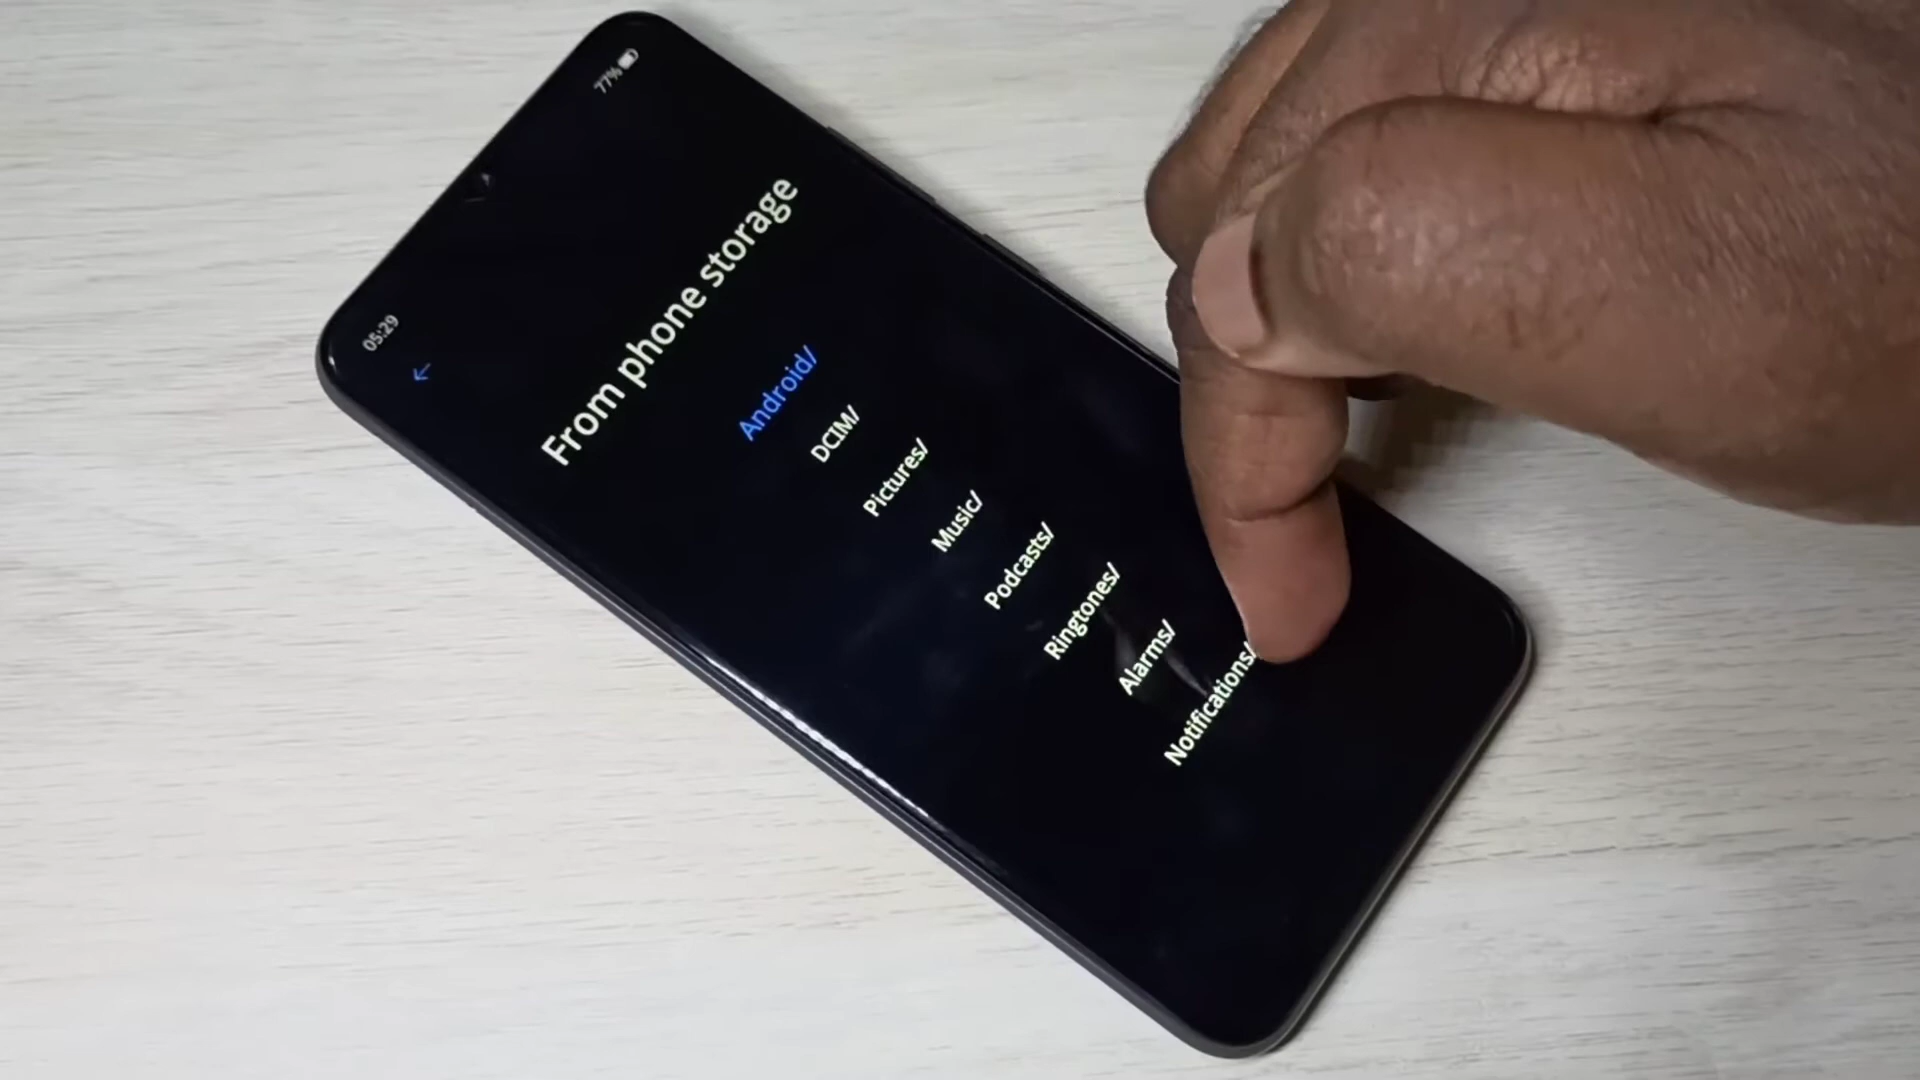 05:29
77%
←
From phone storage
Android/
DCIM/
Pictures/
Music/
Podcasts/
Ringtones/
Alarms/
Notifications/